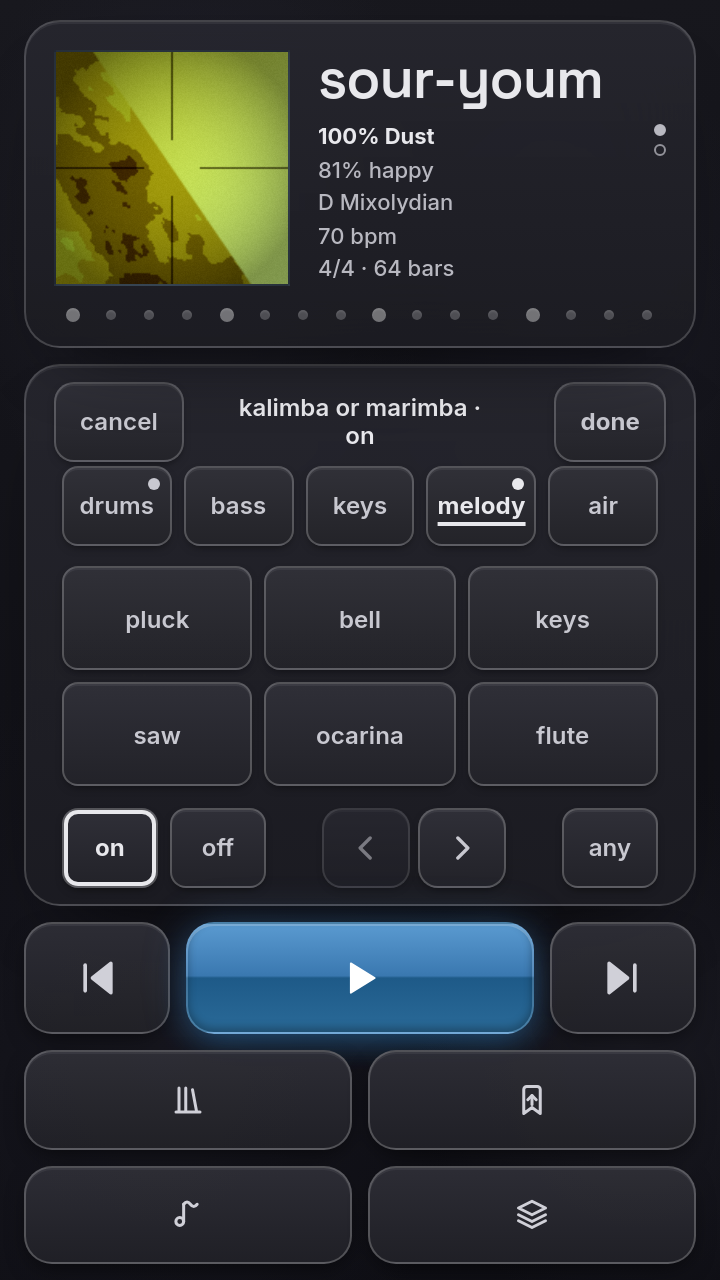 sour-youm
100% Dust
81% happy
D Mixolydian
70 bpm
4/4 · 64 bars
cancel
kalimba or marimba ·
on
done
drums
bass
keys
melody
air
pluck
bell
keys
saw
ocarina
flute
on
off
any